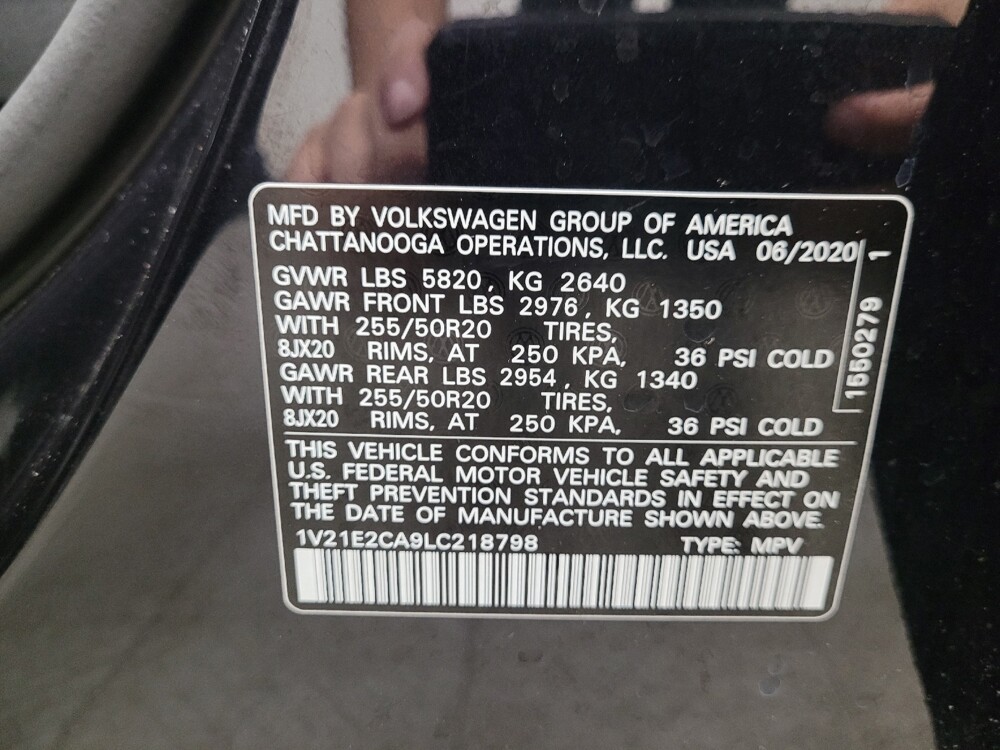 MFD BY VOLKSWAGEN GROUP OF AMERICA
CHATTANOOGA OPERATIONS, LLC. USA 06/2020
GVWR LBS 5820, KG 2640
GAWR FRONT LBS 2976, KG 1350
WITH 255/50R20 TIRES,
8JX20 RIMS, AT 250 KPA, 36 PSI COLD
GAWR REAR LBS 2954, KG 1340
WITH 255/50R20 TIRES,
8JX20 RIMS, AT 250 KPA, 36 PSI COLD
1550279 1
THIS VEHICLE CONFORMS TO ALL APPLICABLE
U.S. FEDERAL MOTOR VEHICLE SAFETY AND
THEFT PREVENTION STANDARDS IN EFFECT ON
THE DATE OF MANUFACTURE SHOWN ABOVE.
1V21E2CA9LC218798 TYPE: MPV